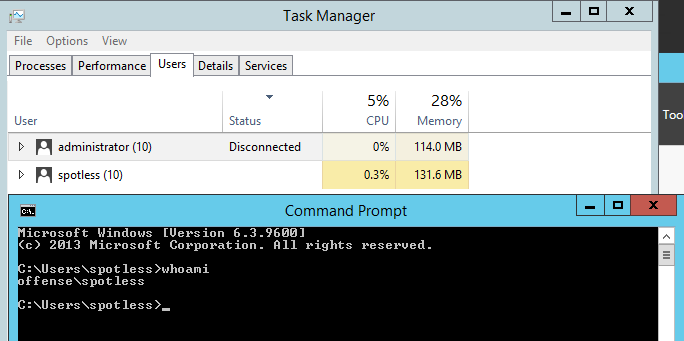 Task Manager
File Options View
Processes Performance Users Details Services
5% 28%
User Status CPU Memory
administrator (10) Disconnected 0% 114.0 MB
spotless (10) 0.3% 131.6 MB
Too
Command Prompt
Microsoft Windows [Version 6.3.9600]
(c) 2013 Microsoft Corporation. All rights reserved.
C:\Users\spotless>whoami
offense\spotless
C:\Users\spotless>_